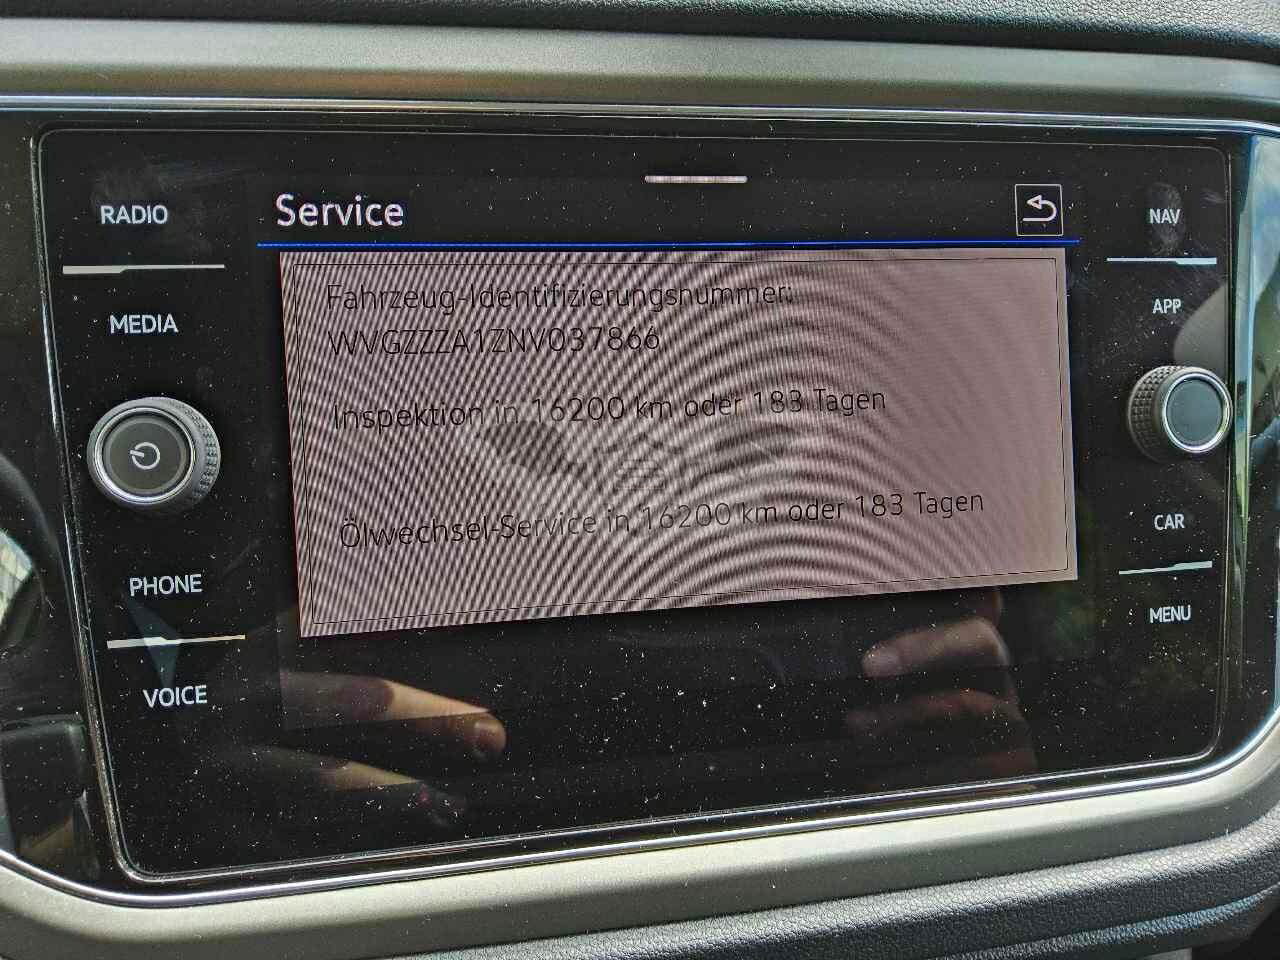 Service
RADIO
MEDIA
PHONE
VOICE
Fahrzeug-Identifizierungsnummer:
WVGZZZA1ZNV037866
Inspektion in 16200 km oder 183 Tagen
Ölwechsel-Service in 16200 km oder 183 Tagen
NAV
APP
CAR
MENU